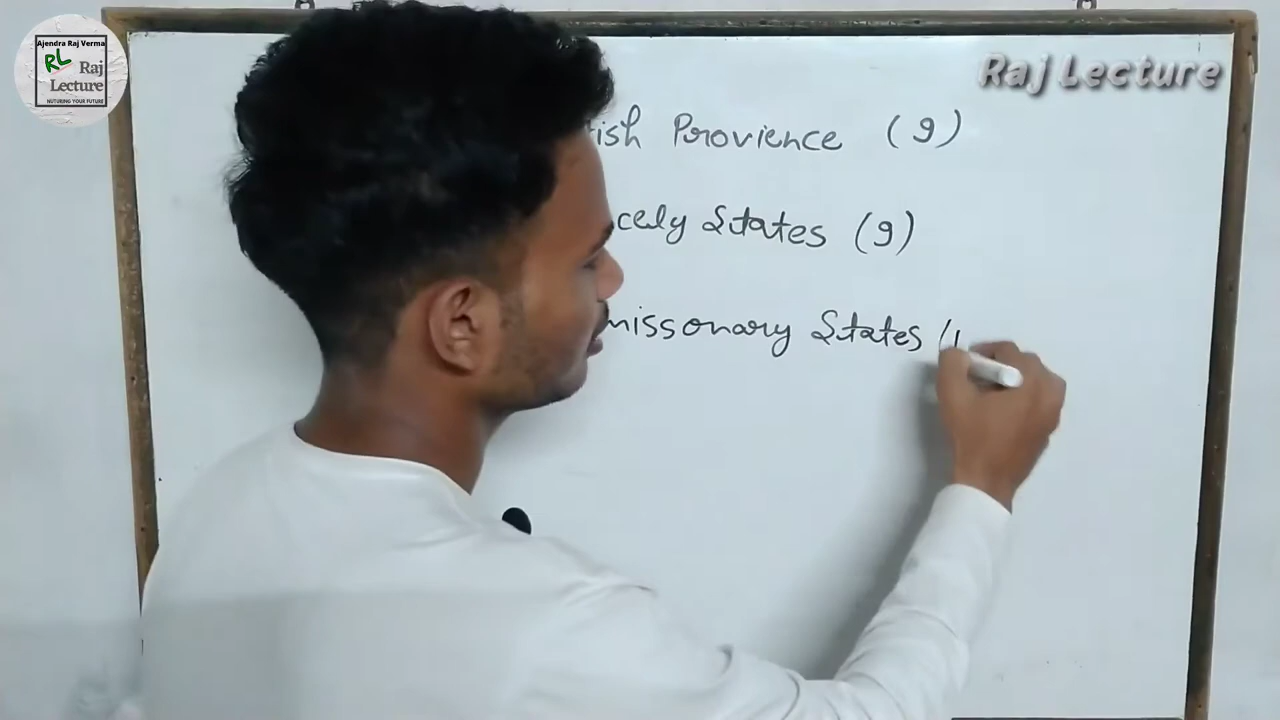 Ajendra Raj Verma
RL Raj
Lecture
NUTURING YOUR FUTURE
Raj Lecture
tish Provience (9)
cely States (9)
missonary States (